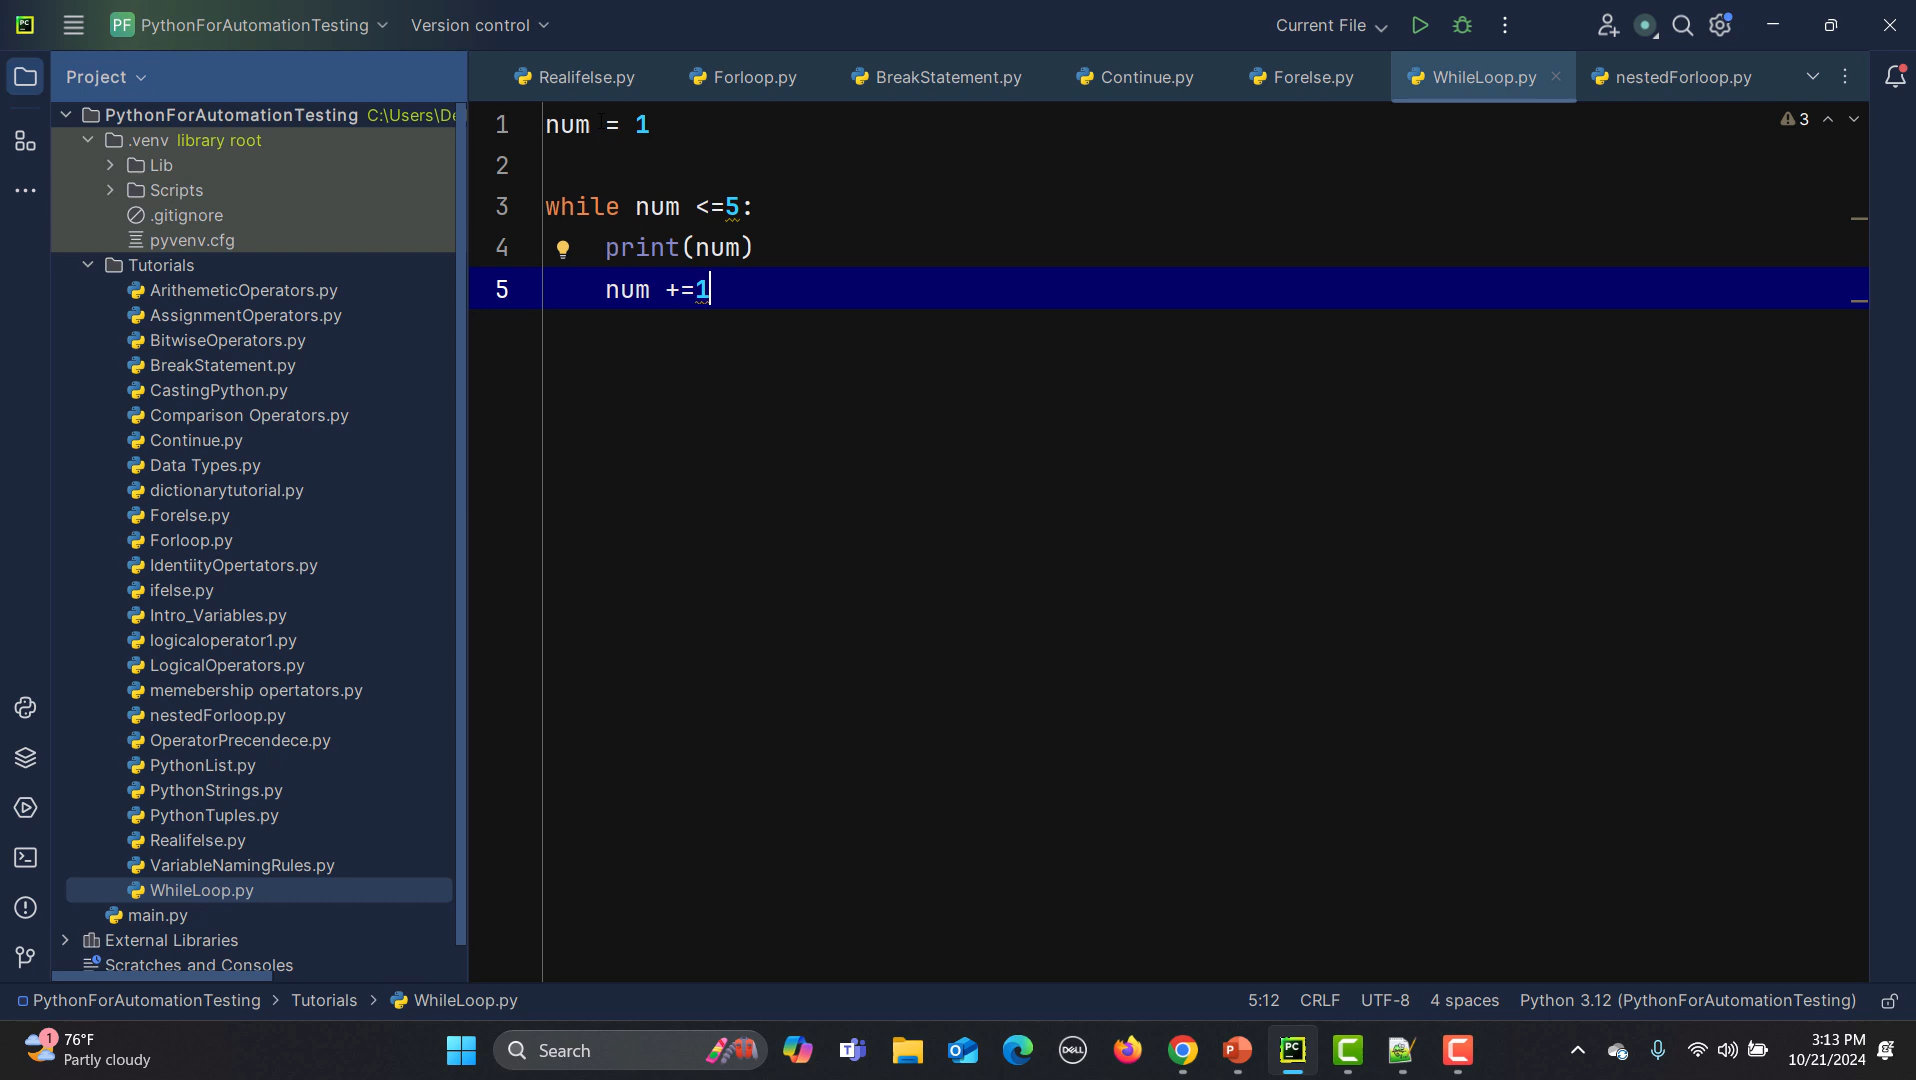 PF PythonForAutomationTesting Version control Current File
Project
Realifelse.py Forloop.py BreakStatement.py Continue.py Forelse.py WhileLoop.py nestedForloop.py
PythonForAutomationTesting C:\Users\De
.venv library root
Lib
Scripts
.gitignore
pyvenv.cfg
Tutorials
ArithemeticOperators.py
AssignmentOperators.py
BitwiseOperators.py
BreakStatement.py
CastingPython.py
Comparison Operators.py
Continue.py
Data Types.py
dictionarytutorial.py
Forelse.py
Forloop.py
IdentiityOpertators.py
ifelse.py
Intro_Variables.py
logicaloperator1.py
LogicalOperators.py
memebership opertators.py
nestedForloop.py
OperatorPrecendece.py
PythonList.py
PythonStrings.py
PythonTuples.py
Realifelse.py
VariableNamingRules.py
WhileLoop.py
main.py
External Libraries
Scratches and Consoles
1 num = 1
2
3 while num <=5:
4 print(num)
5 num +=1
3
PythonForAutomationTesting > Tutorials > WhileLoop.py 5:12 CRLF UTF-8 4 spaces Python 3.12 (PythonForAutomationTesting)
1 76°F
Partly cloudy
Search
DELL
PC
3:13 PM
10/21/2024